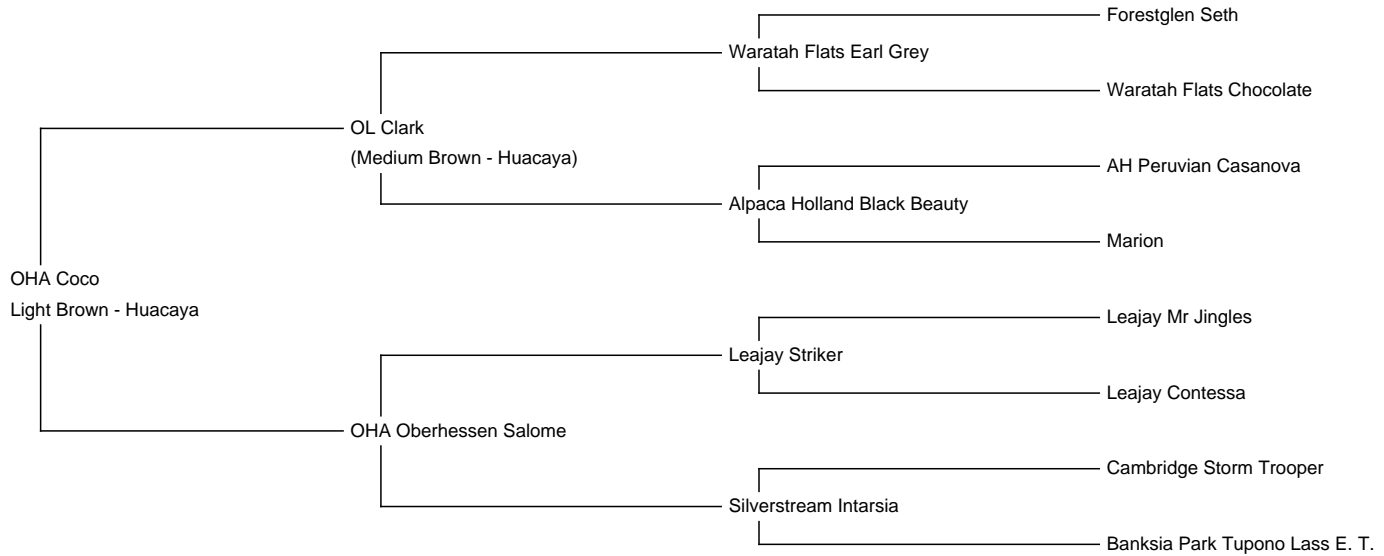 Forestglen Seth
Waratah Flats Earl Grey
Waratah Flats Chocolate
OL Clark
(Medium Brown - Huacaya)
AH Peruvian Casanova
Alpaca Holland Black Beauty
Marion
OHA Coco
Light Brown - Huacaya
Leajay Mr Jingles
Leajay Striker
Leajay Contessa
OHA Oberhessen Salome
Cambridge Storm Trooper
Silverstream Intarsia
Banksia Park Tupono Lass E. T.